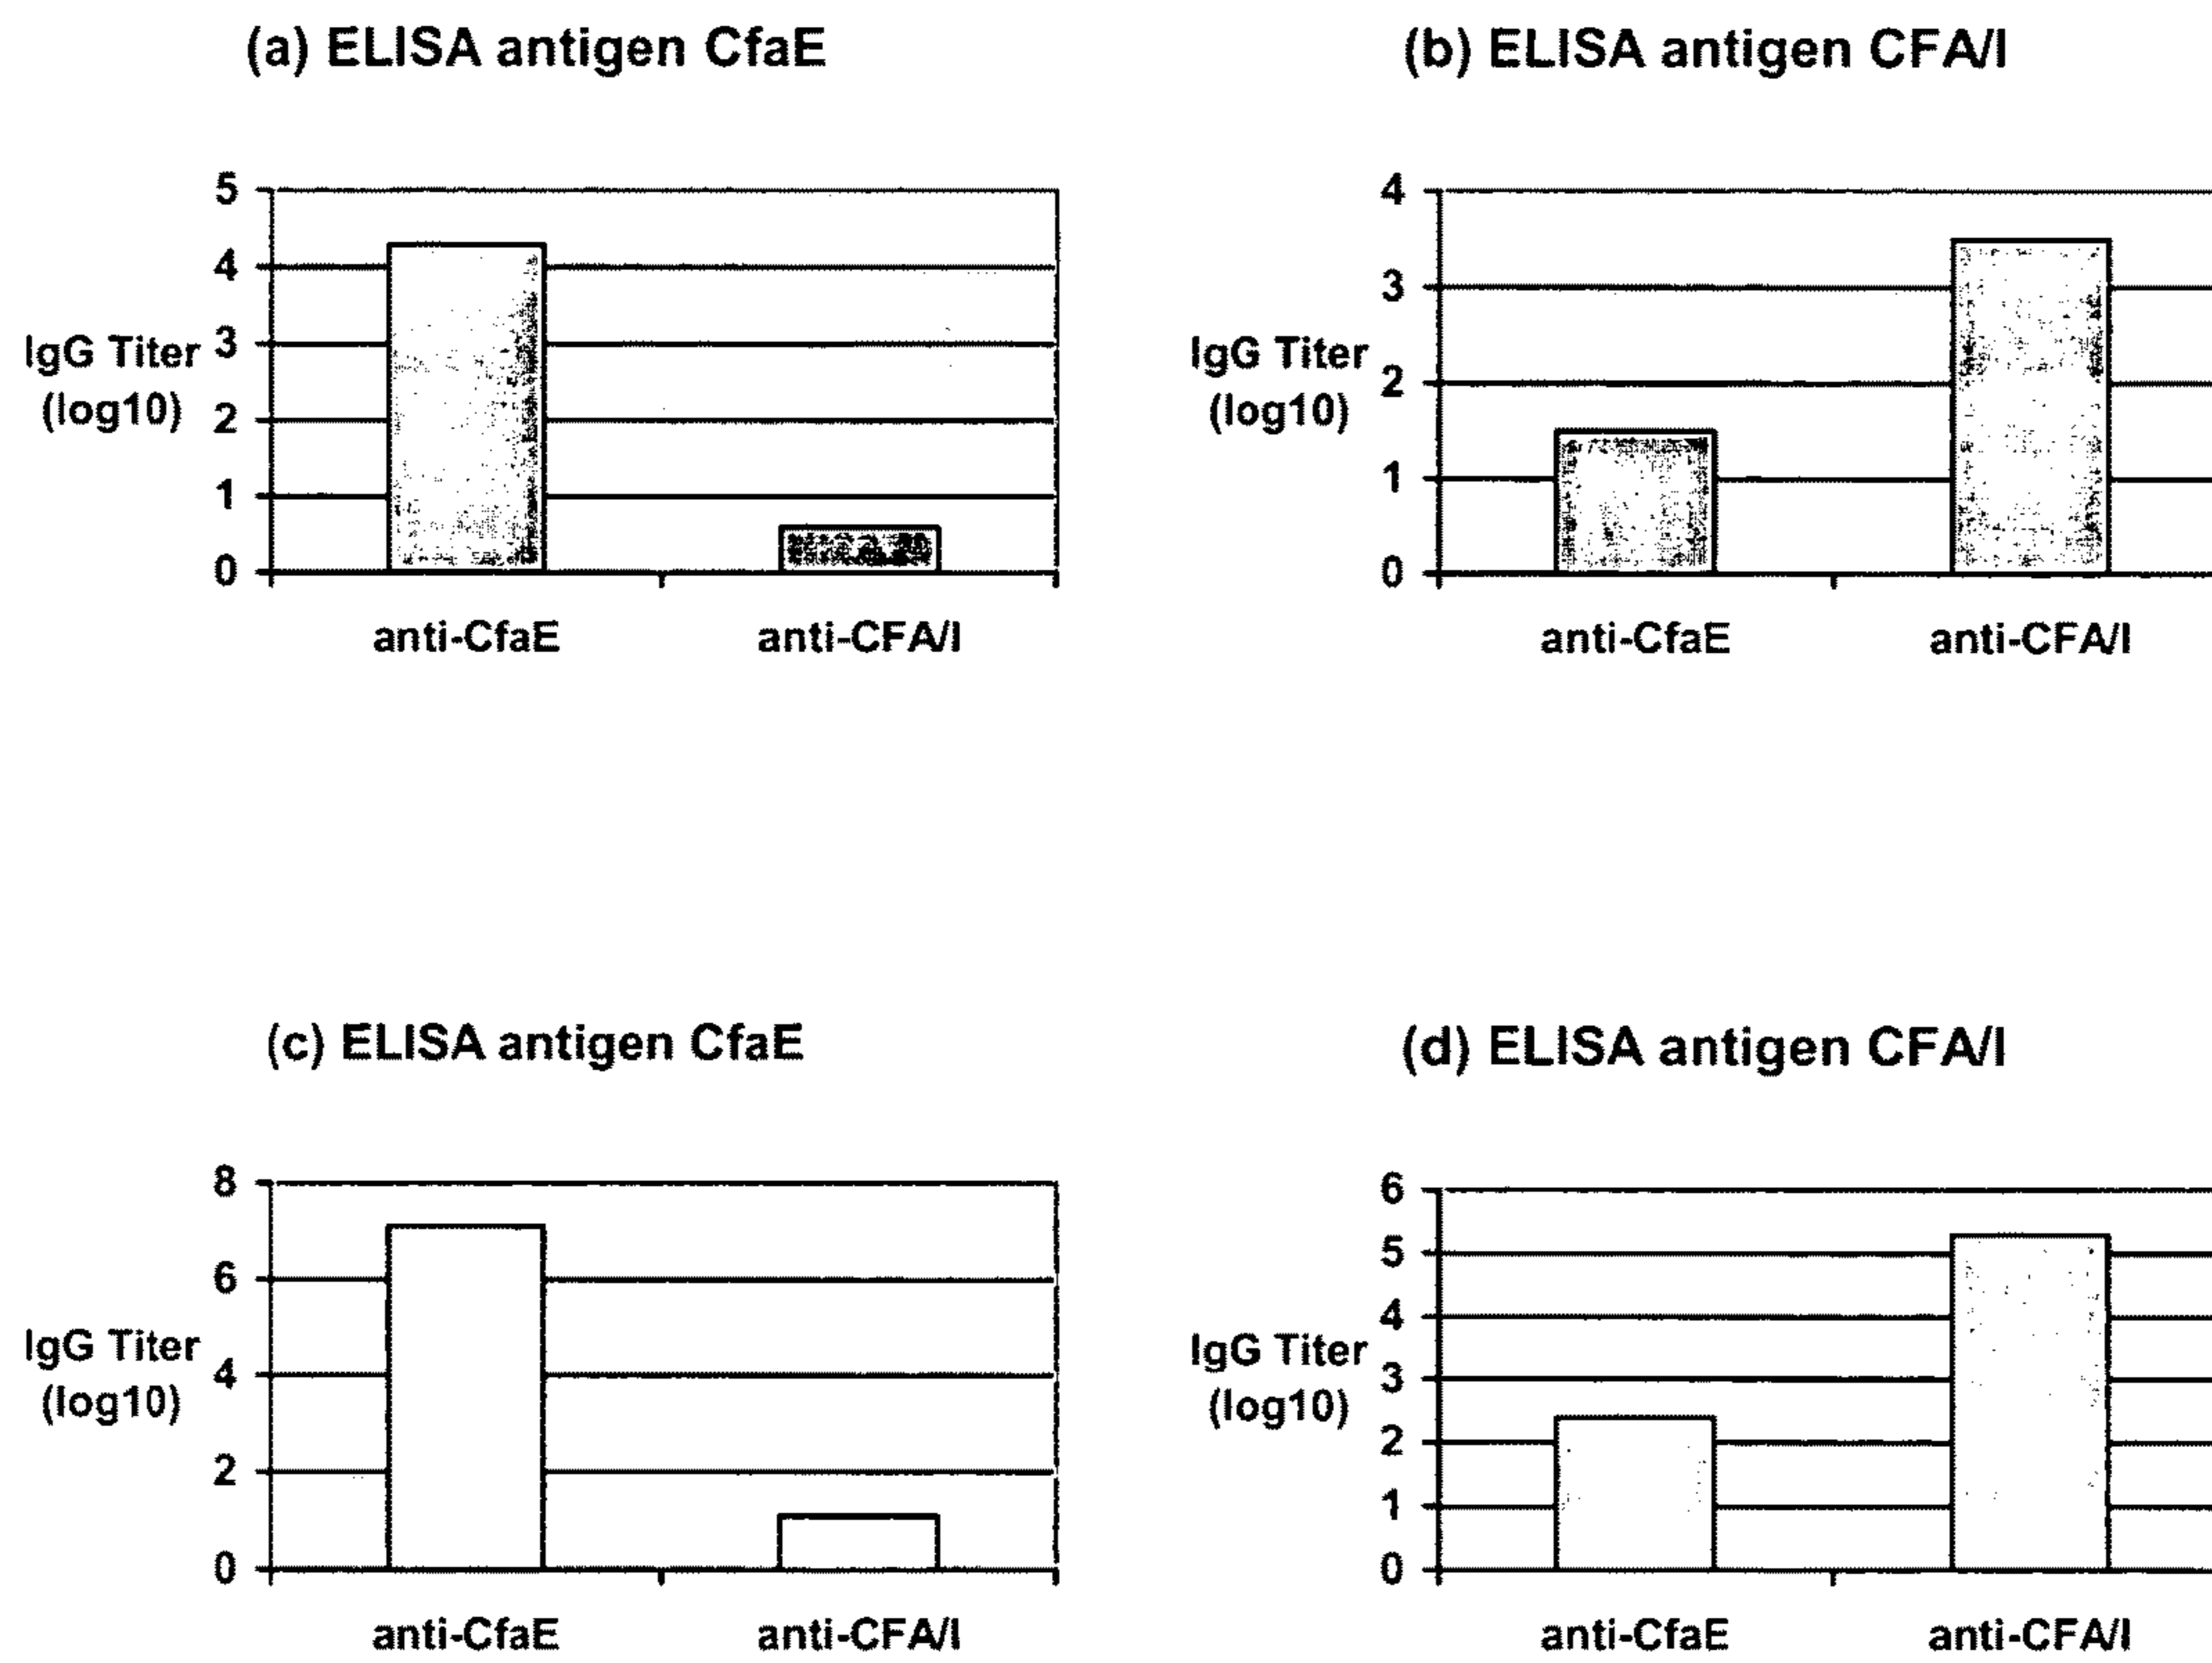 (a) ELISA antigen CfaE
5
4
3
2
1
0
IgG Titer
(log10)
anti-CfaE anti-CFA/I
(b) ELISA antigen CFA/I
4
3
2
1
0
IgG Titer
(log10)
anti-CfaE anti-CFA/I
(c) ELISA antigen CfaE
8
6
4
2
0
IgG Titer
(log10)
anti-CfaE anti-CFA/I
(d) ELISA antigen CFA/I
6
5
4
3
2
1
0
IgG Titer
(log10)
anti-CfaE anti-CFA/I